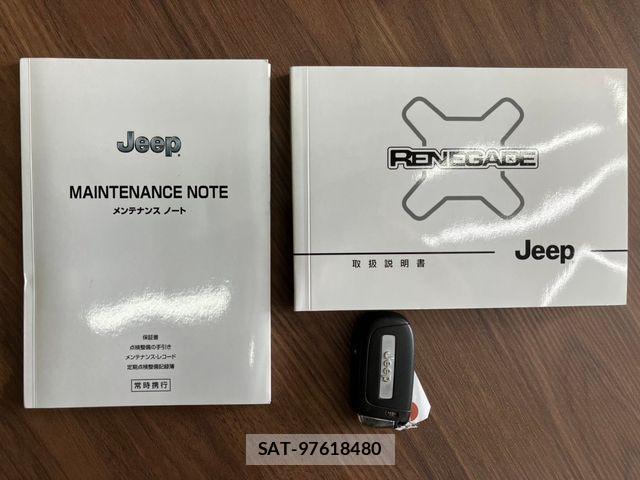 Jeep
MAINTENANCE NOTE
メンテナンス ノート
保証書
点検整備の手引き
メンテナンス・レコード
定期点検整備記録簿
常時携行
RENEGADE
Jeep
取扱説明書
Jeep
SAT-97618480